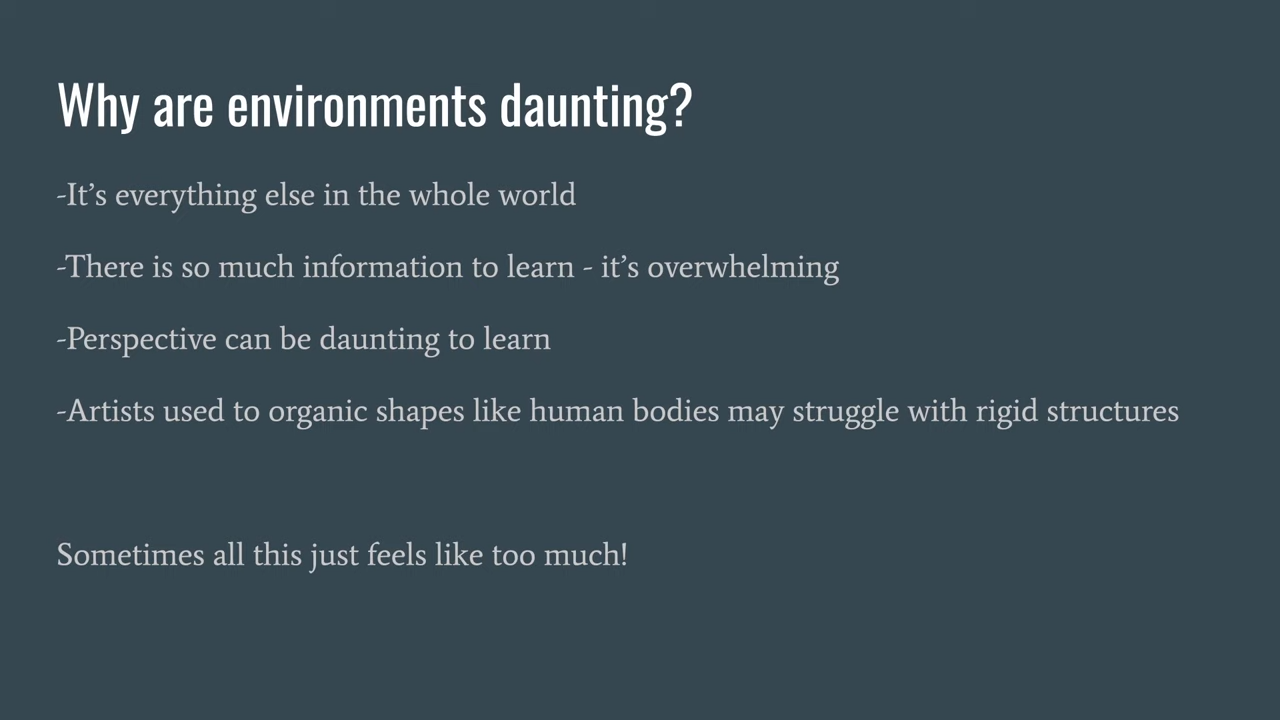 Why are environments daunting?
-It’s everything else in the whole world
-There is so much information to learn - it’s overwhelming
-Perspective can be daunting to learn
-Artists used to organic shapes like human bodies may struggle with rigid structures
Sometimes all this just feels like too much!